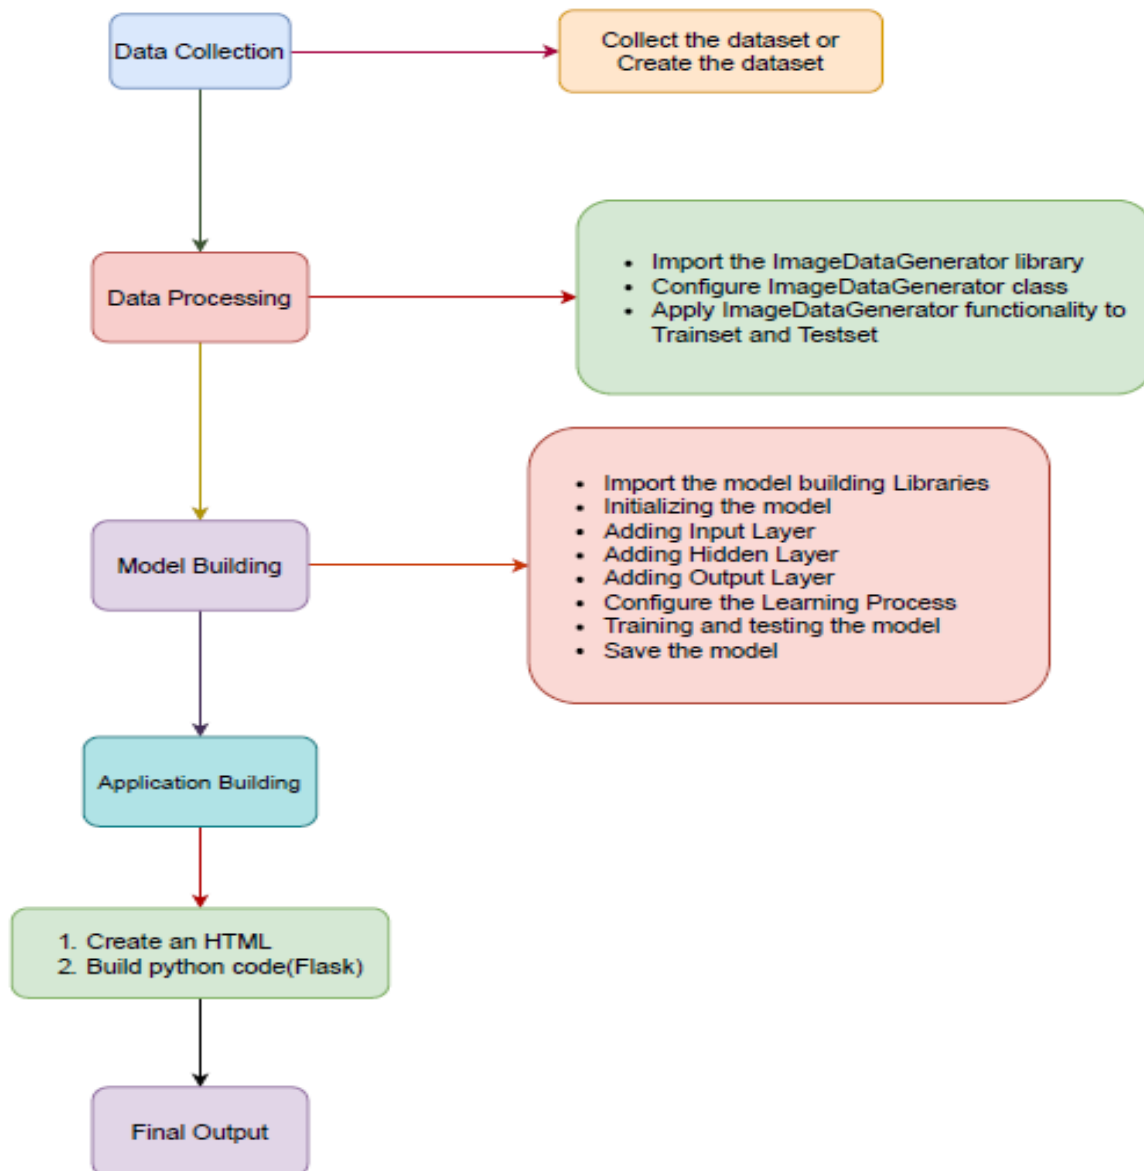 Data Collection
Collect the dataset or
Create the dataset
Data Processing
• Import the ImageDataGenerator library
• Configure ImageDataGenerator class
• Apply ImageDataGenerator functionality to
Trainset and Testset
Model Building
• Import the model building Libraries
• Initializing the model
• Adding Input Layer
• Adding Hidden Layer
• Adding Output Layer
• Configure the Learning Process
• Training and testing the model
• Save the model
Application Building
1. Create an HTML
2. Build python code(Flask)
Final Output